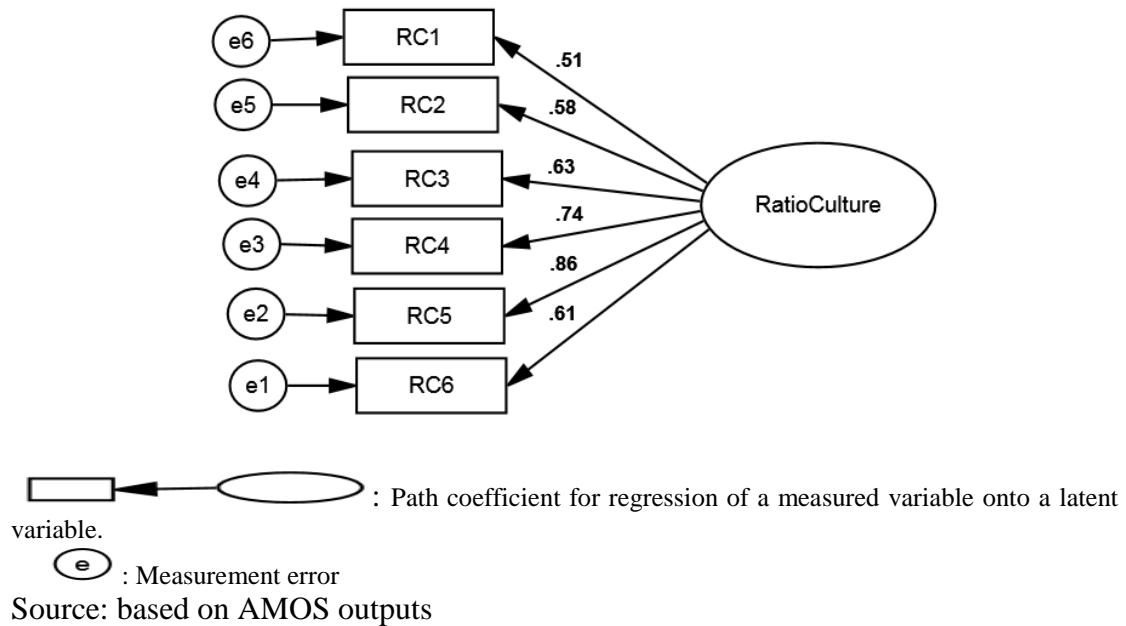 e6 RC1
.51
e5 RC2 .58
e4 RC3 .63
RatioCulture
e3 RC4 .74
.86
e2 RC5 .61
e1 RC6
: Path coefficient for regression of a measured variable onto a latent
variable.
e : Measurement error
Source: based on AMOS outputs